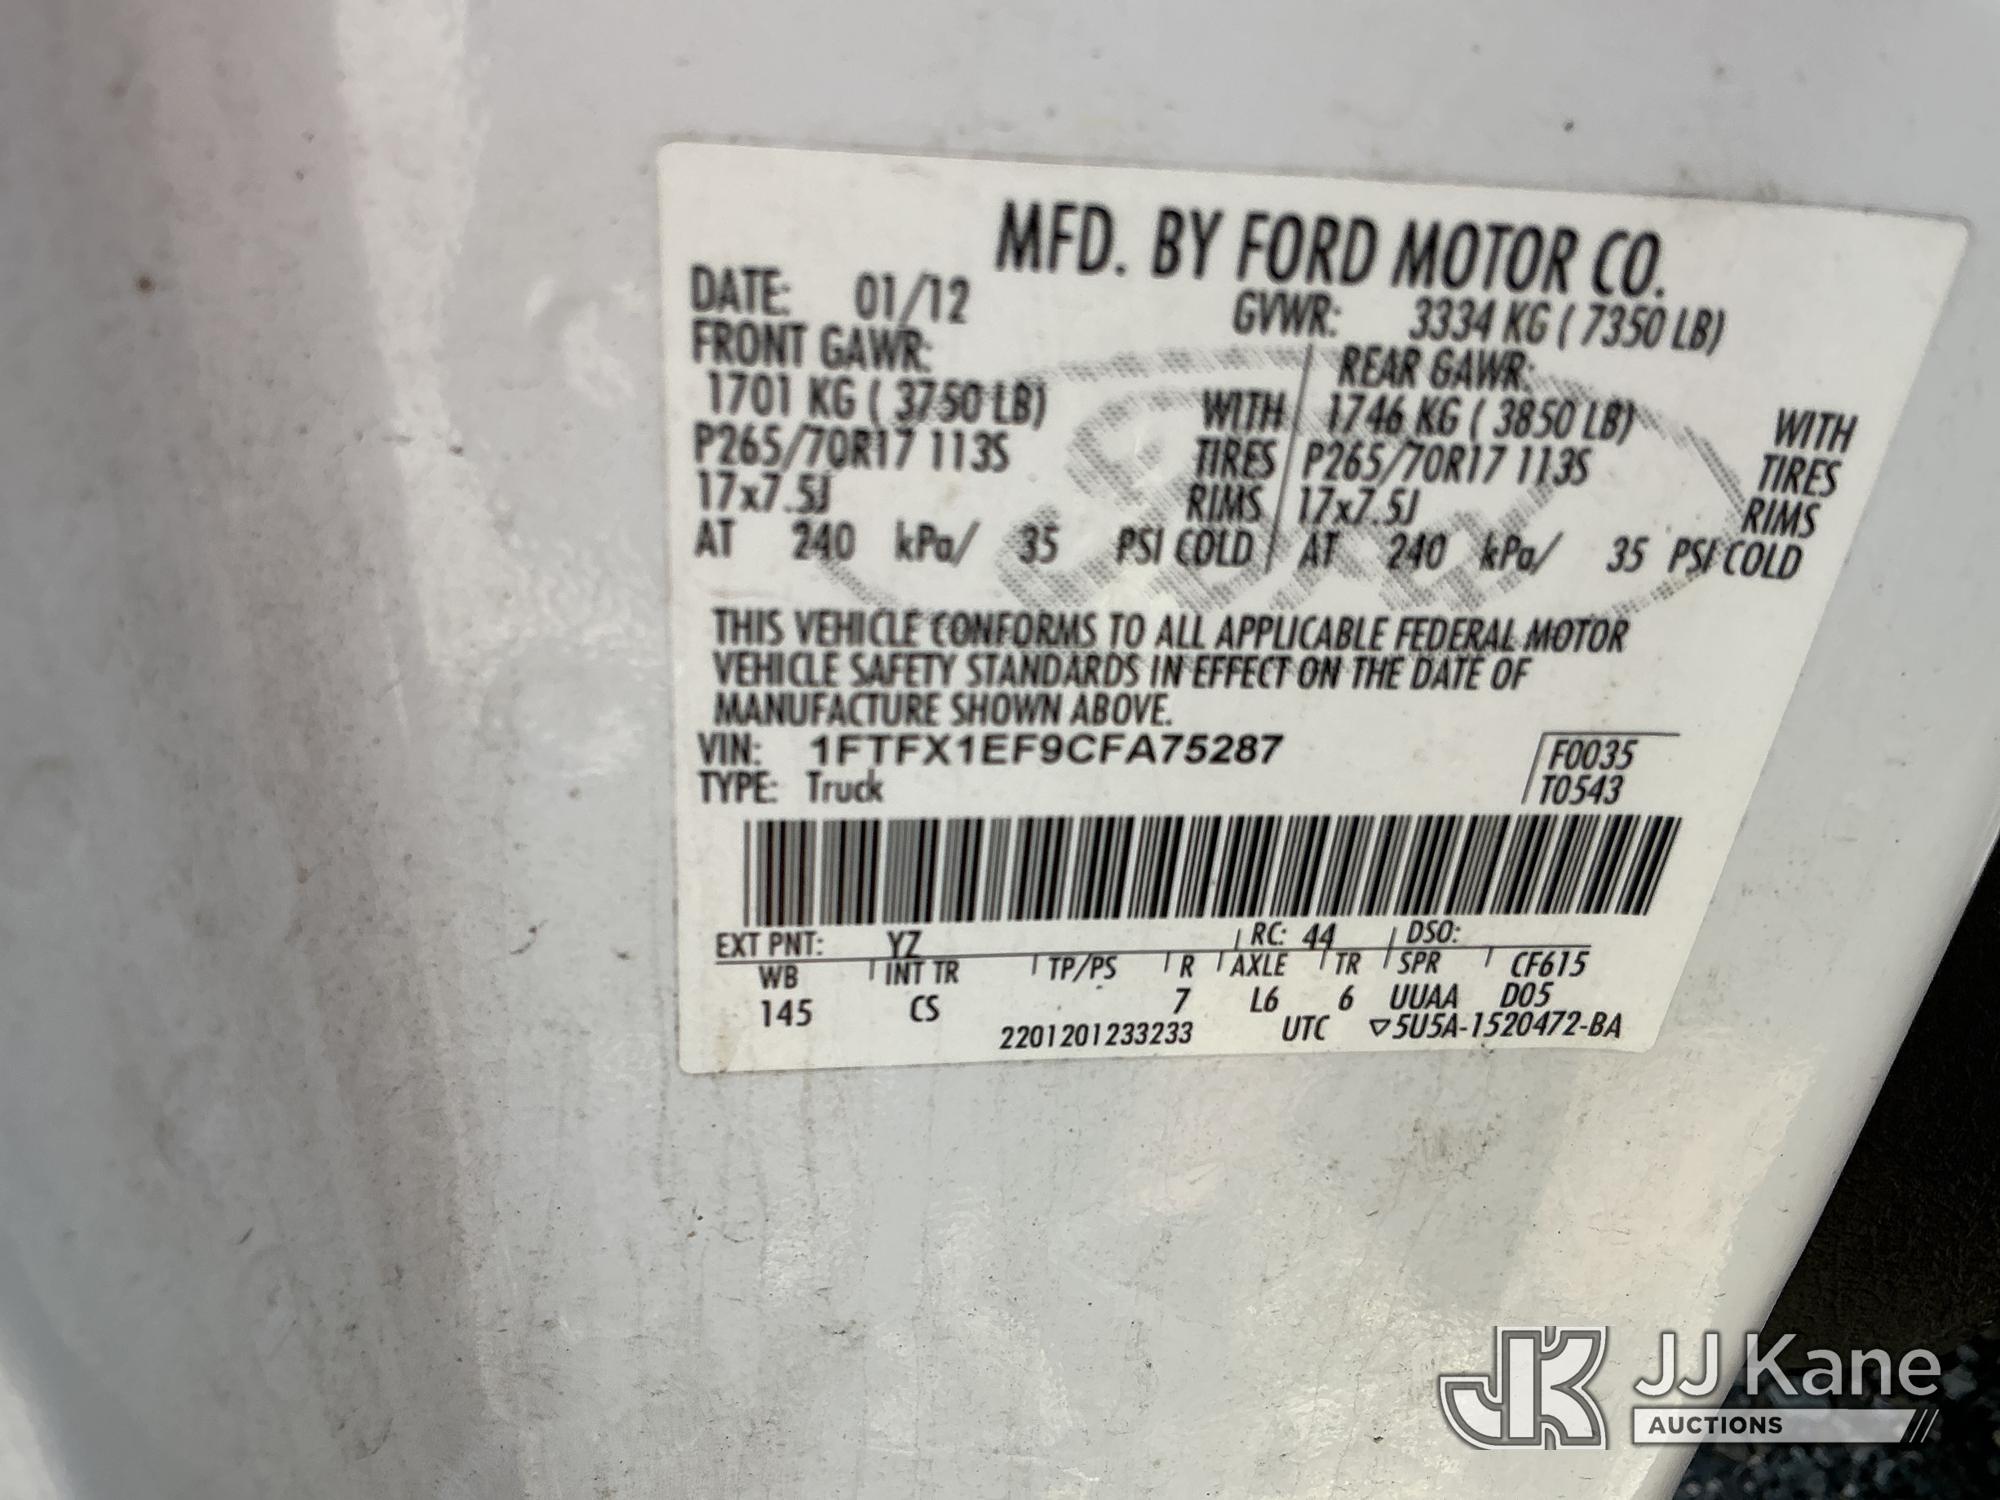 MFD. BY FORD MOTOR CO.
DATE: 01/12 GVWR: 3334 KG ( 7350 LB)
FRONT GAWR: REAR GAWR:
1701 KG ( 3750 LB) WITH 1746 KG ( 3850 LB) WITH
P265/70R17 113S TIRES P265/70R17 113S TIRES
17x7.5J RIMS 17x7.5J RIMS
AT 240 kPa/ 35 PSI COLD AT 240 kPa/ 35 PSI COLD
THIS VEHICLE CONFORMS TO ALL APPLICABLE FEDERAL MOTOR
VEHICLE SAFETY STANDARDS IN EFFECT ON THE DATE OF
MANUFACTURE SHOWN ABOVE.
VIN: 1FTFX1EF9CFA75287 F0035
TYPE: Truck T0543
EXT PNT: YZ RC: 44 DSO:
WB INT TR TP/PS R AXLE TR SPR CF615
145 CS 7 L6 6 UUAA D05
2201201233233 UTC ▽5U5A-1520472-BA
JK JJ Kane
AUCTIONS